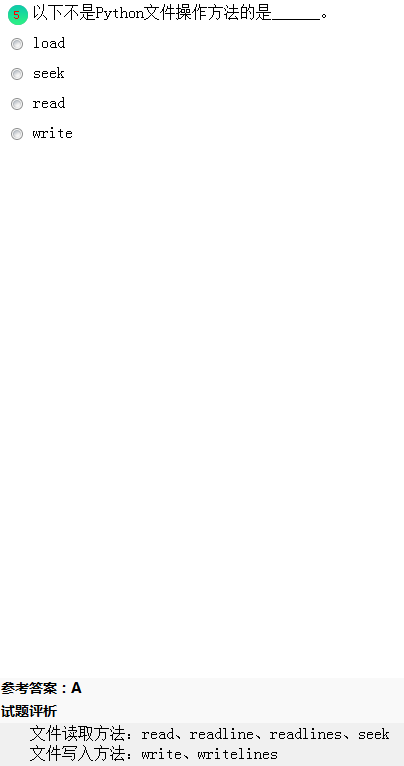 5 以下不是Python文件操作方法的是______。
load
seek
read
write
参考答案：A
试题评析
文件读取方法：read、readline、readlines、seek
文件写入方法：write、writelines